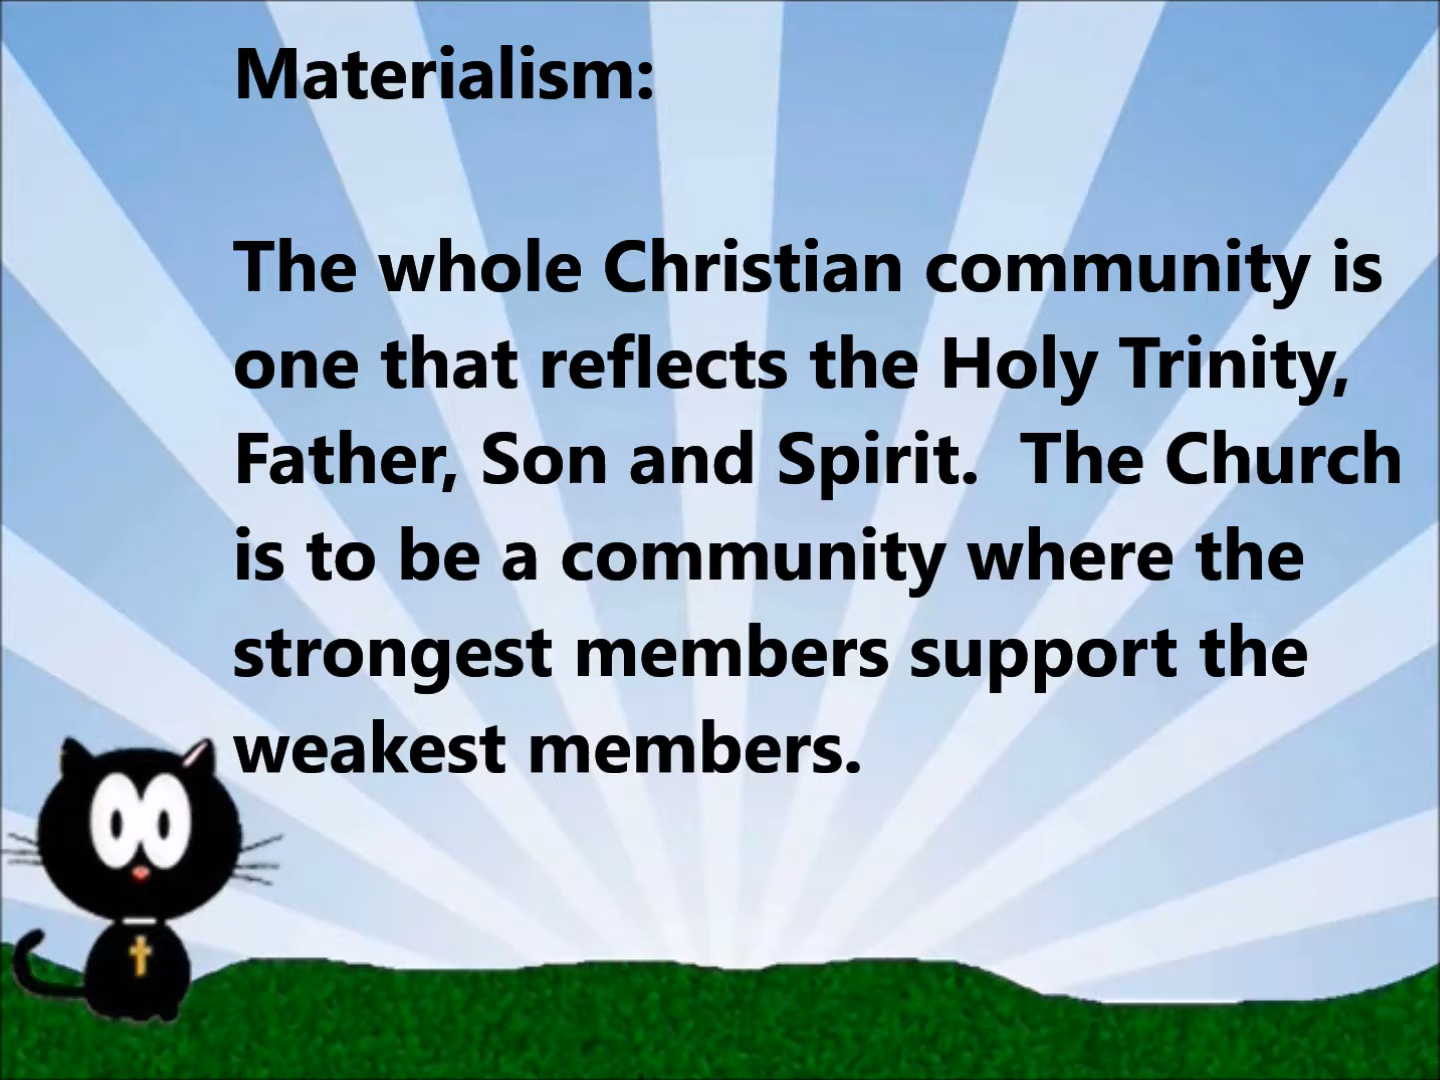 Materialism:
The whole Christian community is
one that reflects the Holy Trinity,
Father, Son and Spirit.  The Church
is to be a community where the
strongest members support the
weakest members.